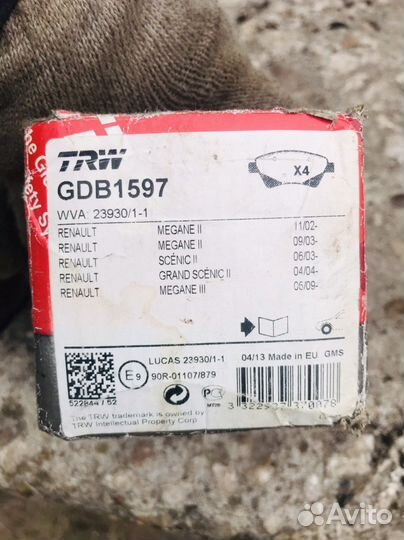 TRW
GDB1597
X4
WVA: 23930/1-1
RENAULT MEGANE II 11/02-
RENAULT MEGANE II 09/03-
RENAULT SCÉNIC II 06/03-
RENAULT GRAND SCÉNIC II 04/04-
RENAULT MEGANE III 05/09-
LUCAS 23930/1-1 04/13 Made in EU GMS
E9 90R-01107/879
522844 / 52
The TRW trademark is owned by
TRW Intellectual Property Corp
Avito